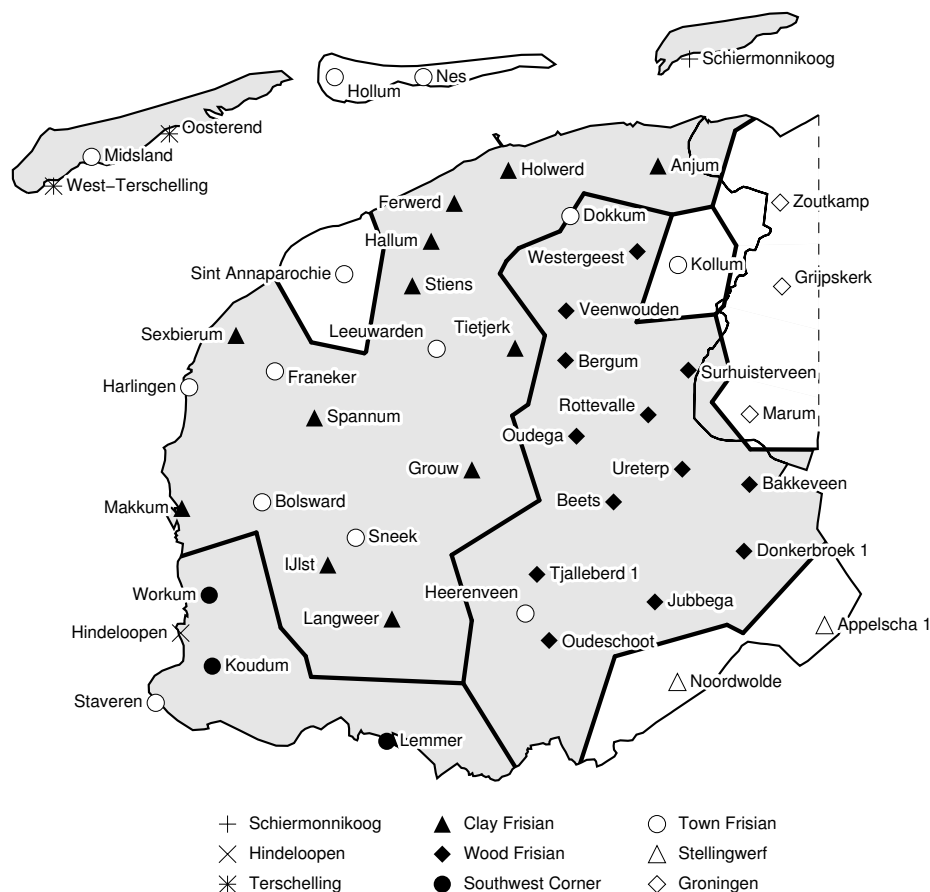 Schiermonnikoog
Hollum
Nes
Oosterend
Midsland
West–Terschelling
Holwerd
Anjum
Ferwerd
Dokkum
Zoutkamp
Hallum
Westergeest
Kollum
Sint Annaparochie
Stiens
Grijpskerk
Veenwouden
Leeuwarden
Tietjerk
Sexbierum
Bergum
Surhuisterveen
Franeker
Harlingen
Rottevalle
Marum
Spannum
Oudega
Grouw
Ureterp
Bakkeveen
Makkum
Bolsward
Beets
Sneek
Donkerbroek 1
IJlst
Tjalleberd 1
Workum
Heerenveen
Jubbega
Langweer
Appelscha 1
Hindeloopen
Oudeschoot
Koudum
Noordwolde
Staveren
Lemmer
Schiermonnikoog
Clay Frisian
Town Frisian
Hindeloopen
Wood Frisian
Stellingwerf
Terschelling
Southwest Corner
Groningen